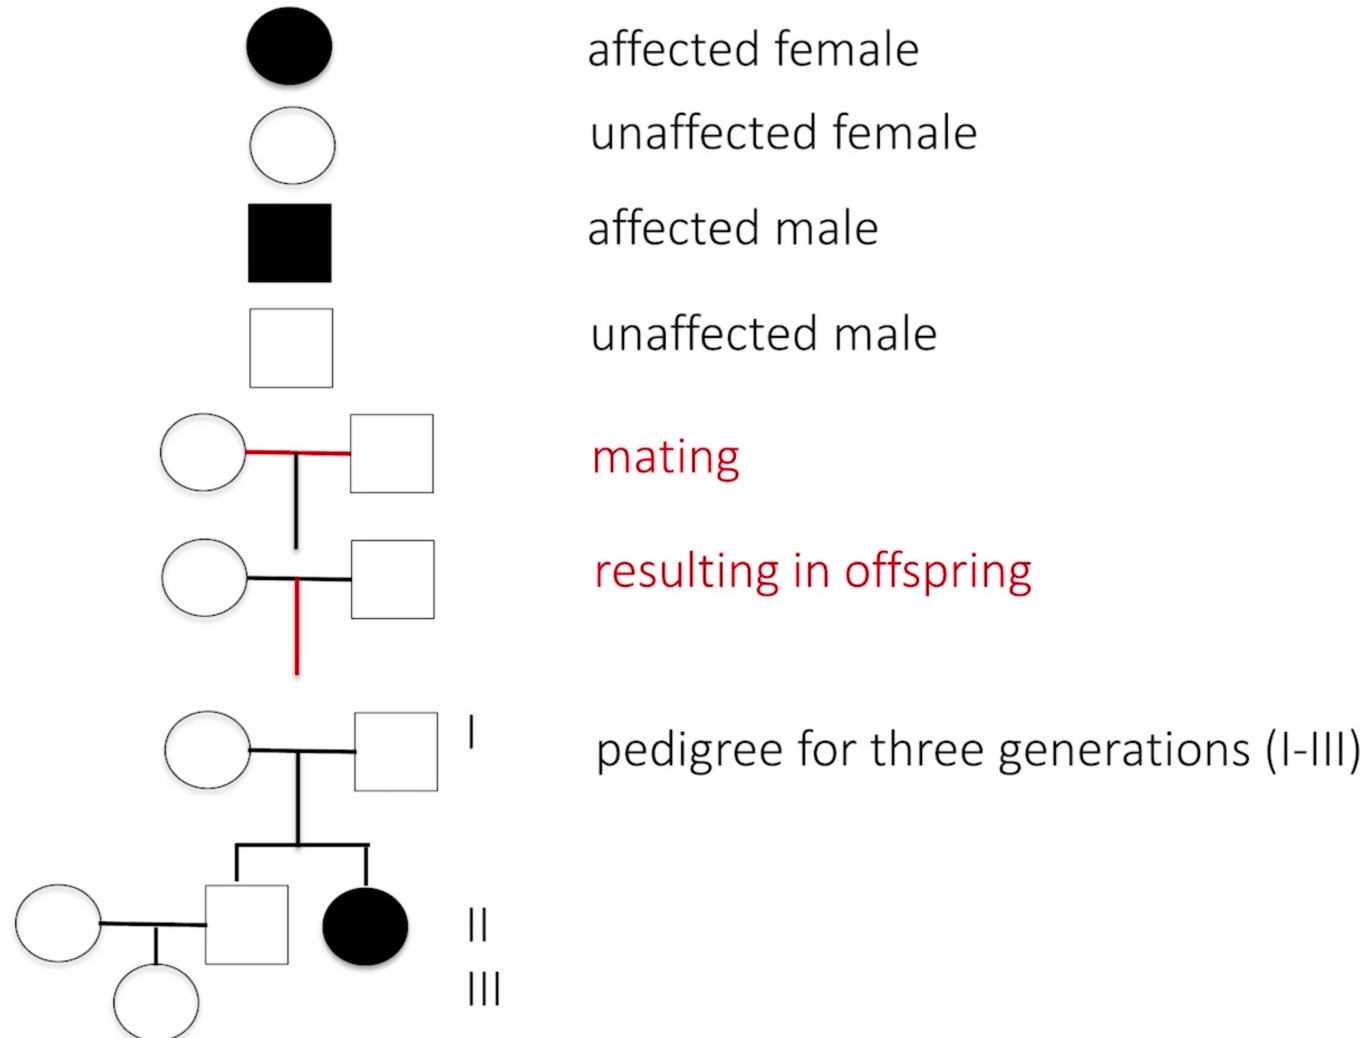 affected female
unaffected female
affected male
unaffected male
mating
resulting in offspring
I
pedigree for three generations (I-III)
II
III